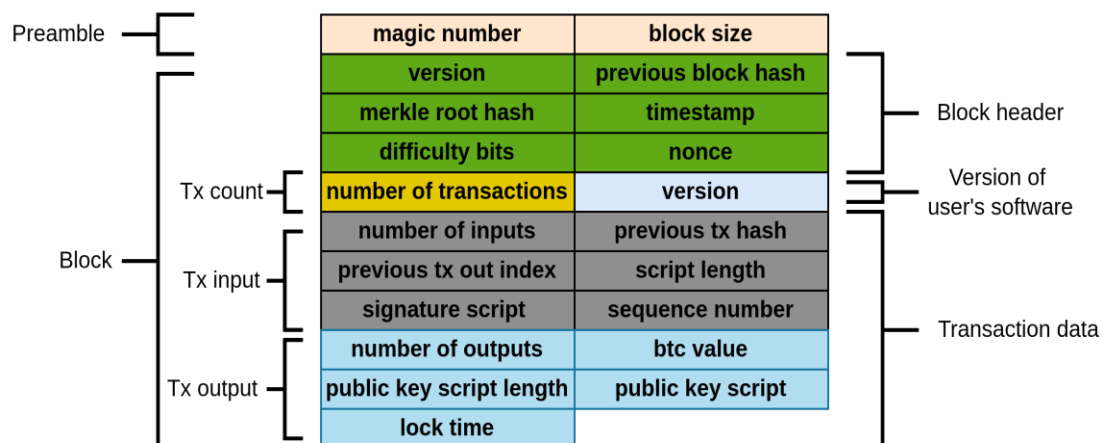 Preamble
magic number
block size
version
previous block hash
merkle root hash
timestamp
Block header
difficulty bits
nonce
Tx count
number of transactions
version
Version of
user's software
number of inputs
previous tx hash
Block
Tx input
previous tx out index
script length
signature script
sequence number
Transaction data
number of outputs
btc value
Tx output
public key script length
public key script
lock time